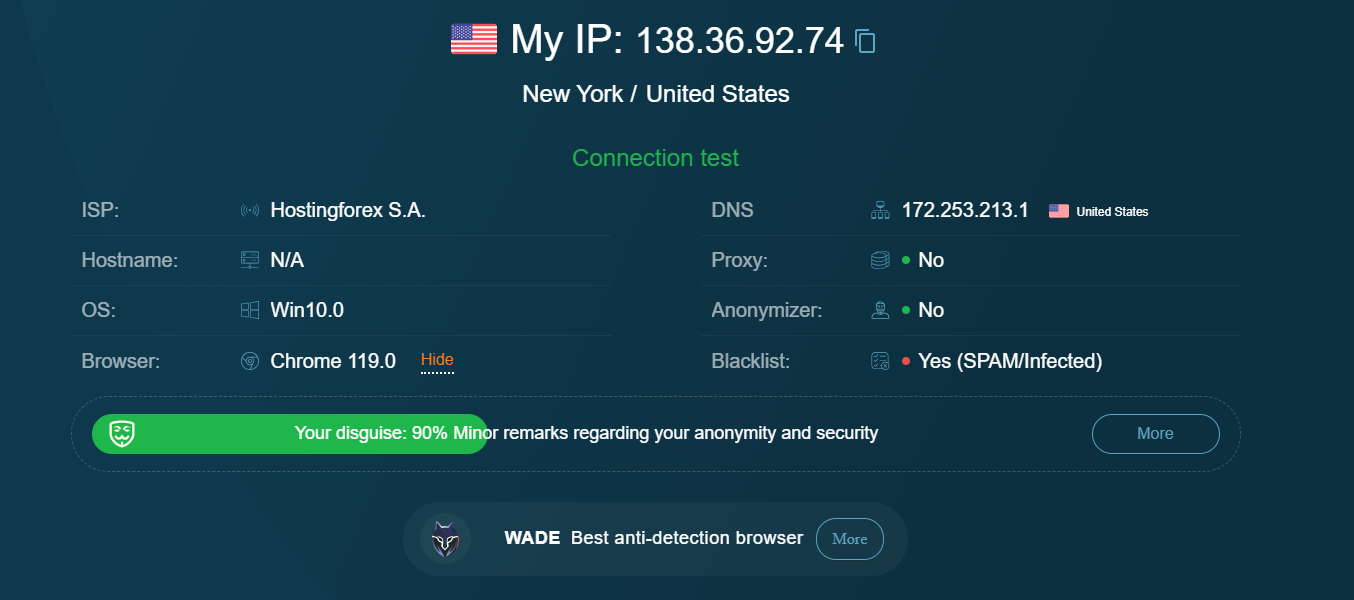 My IP: 138.36.92.74
New York / United States
Connection test
ISP: Hostingforex S.A.
DNS 172.253.213.1 United States
Hostname: N/A
Proxy: No
OS: Win10.0
Anonymizer: No
Browser: Chrome 119.0 Hide
Blacklist: Yes (SPAM/Infected)
Your disguise: 90% Minor remarks regarding your anonymity and security
More
WADE Best anti-detection browser More